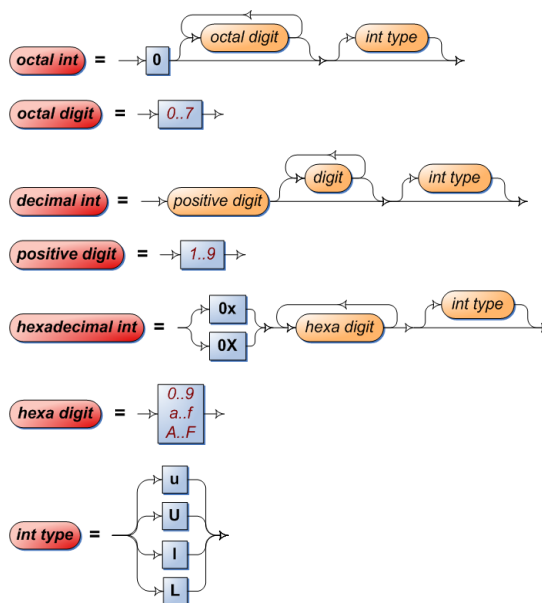 octal int = 0 octal digit int type
octal digit = 0..7
decimal int = positive digit digit int type
positive digit = 1..9
hexadecimal int = 0x 0X hexa digit int type
hexa digit = 0..9
a..f
A..F
int type = u
U
l
L